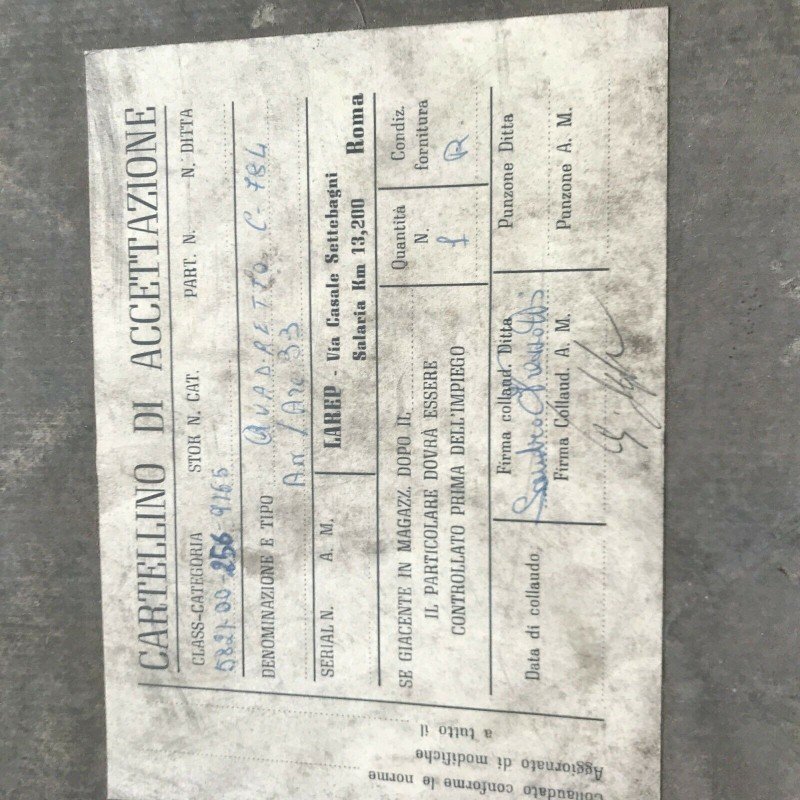 CARTELLINO DI ACCETTAZIONE
CLASS-CATEGORIA STOK N. CAT. PART. N. N. DITTA
5821-00-256-9165
DENOMINAZIONE E TIPO QUADRETTO C-784
AN/ARC 33
SERIAL N. A. M. LAREP - Via Casale Settebagni
Salaria Km 13,200 Roma
SE GIACENTE IN MAGAZZ. DOPO IL
IL PARTICOLARE DOVRÀ ESSERE
CONTROLLATO PRIMA DELL'IMPIEGO
Quantità
N.
1
Condiz.
fornitura
R
Data di collaudo
Firma collaud. Ditta
Firma Collaud. A. M.
Punzone Ditta
Punzone A. M.
Collaudato conforme le norme
Aggiornato di modifiche
a tutto il